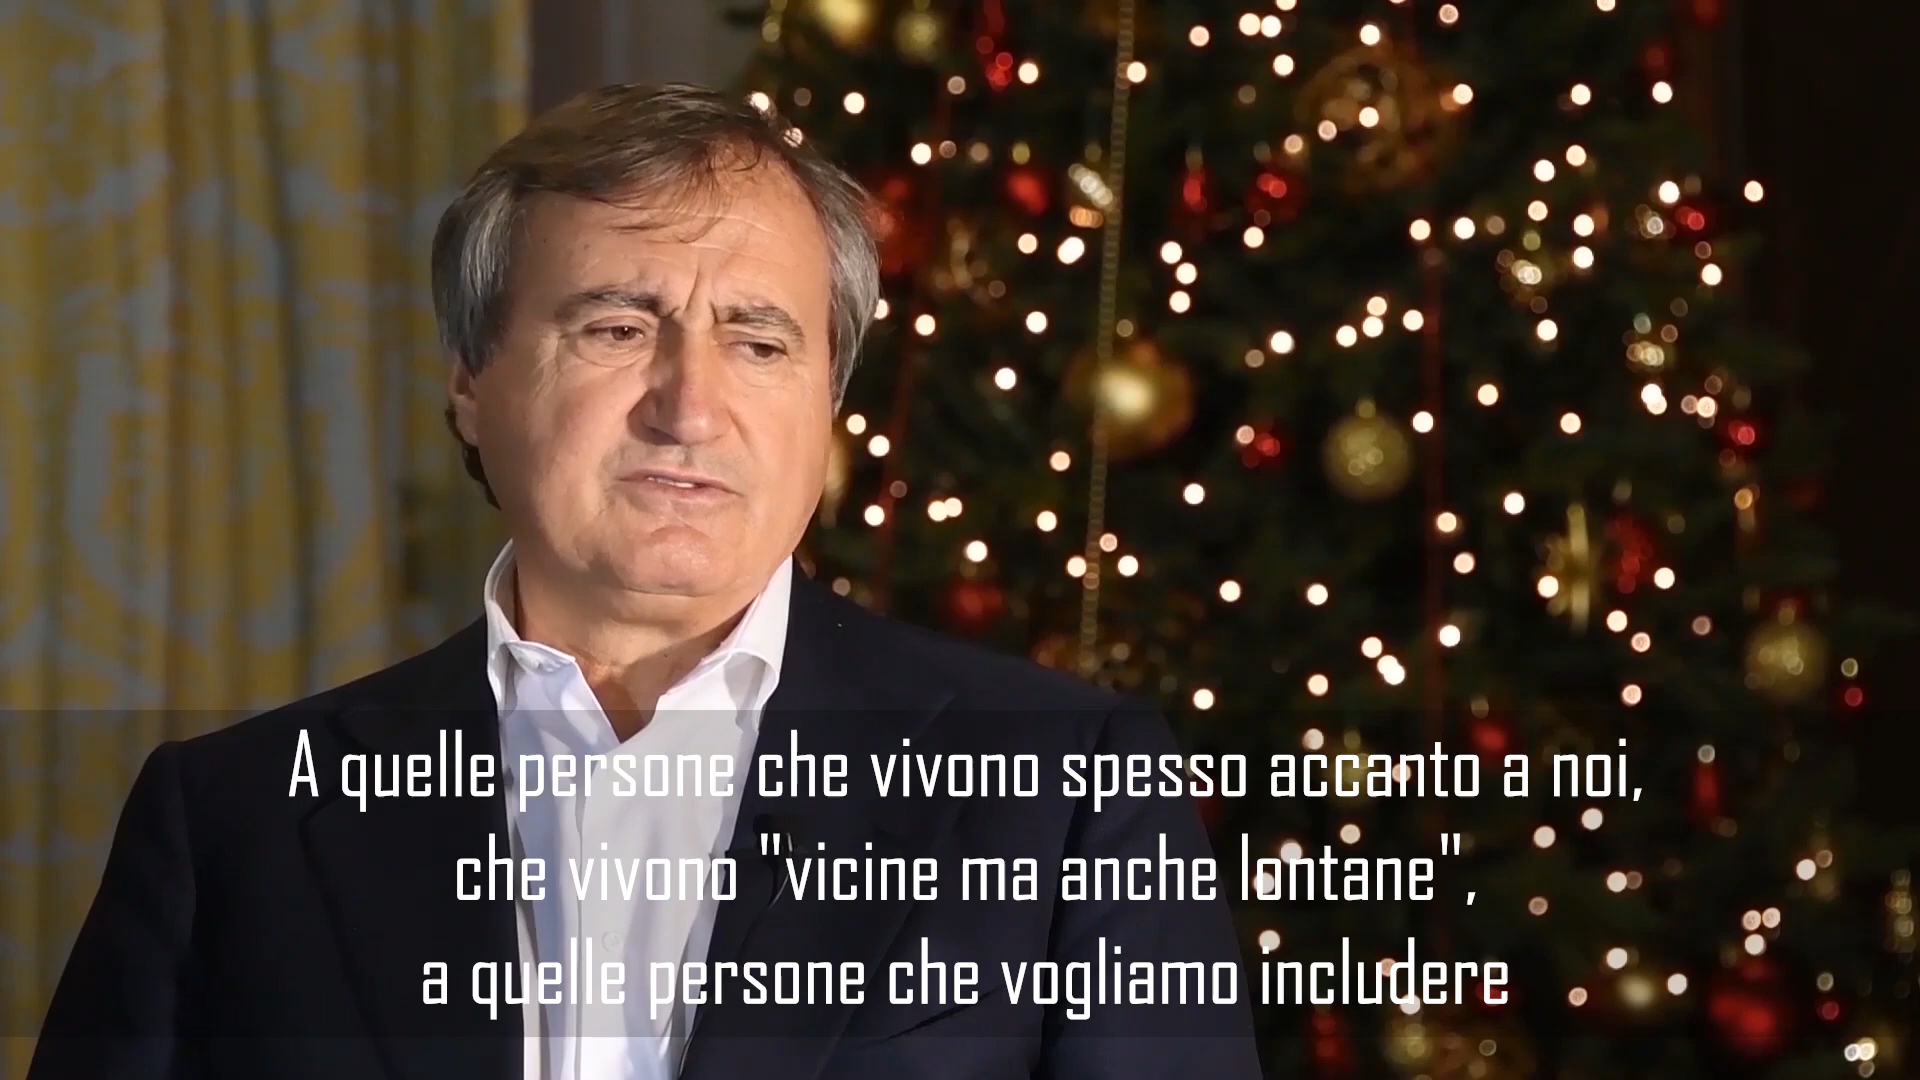 A quelle persone che vivono spesso accanto a noi,
che vivono "vicine ma anche lontane",
a quelle persone che vogliamo includere